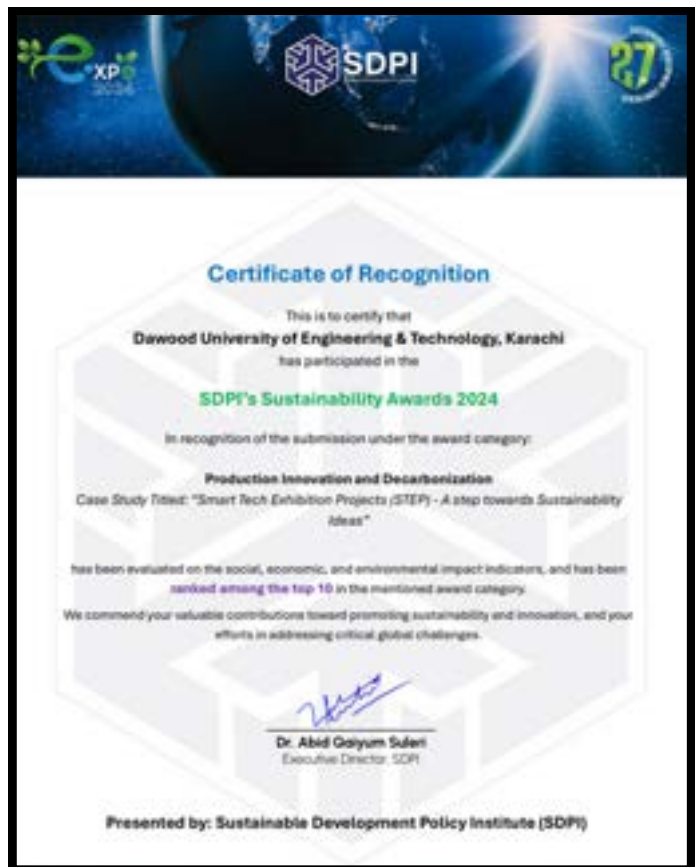 eXPO
2024
SDPI
27
Certificate of Recognition
This is to certify that
Dawood University of Engineering & Technology, Karachi
has participated in the
SDPI's Sustainability Awards 2024
In recognition of the submission under the award category:
Production Innovation and Decarbonization
Case Study Titled: "Smart Tech Exhibition Projects (STEP) - A step towards Sustainability
Ideas"
has been evaluated on the social, economic, and environmental impact indicators, and has been
ranked among the top 10 in the mentioned award category.
We commend your valuable contributions toward promoting sustainability and innovation, and your
efforts in addressing critical global challenges.
Dr. Abid Qaiyum Suleri
Executive Director, SDPI
Presented by: Sustainable Development Policy Institute (SDPI)